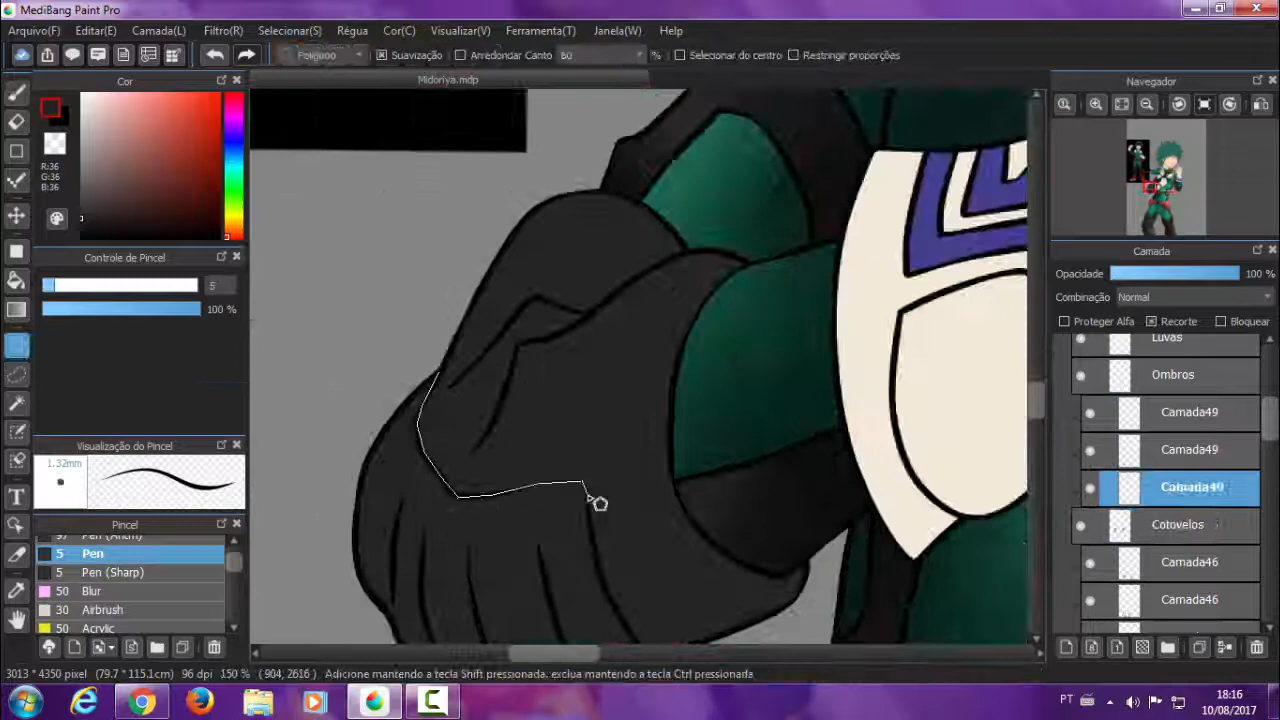 MediBang Paint Pro
Arquivo(F) Editar(E) Camada(L) Filtro(R) Selecionar(S) Régua Cor(C) Visualizar(V) Ferramenta(T) Janela(W) Help
Polígono Suavização Arredondar Canto 60 % Selecionar do centro Restringir proporções
Midoriya.mdp
Cor
R:36
G:36
B:36
Controle de Pincel
5
100 %
Visualização do Pincel
1.32mm
Pincel
5 Pen
5 Pen (Sharp)
50 Blur
30 Airbrush
50 Acrylic
Navegador
Camada
Opacidade 100 %
Combinação Normal
Proteger Alfa Recorte Bloquear
Luvas
Ombros
Camada49
Camada49
Camada49
Cotovelos
Camada46
Camada46
3013 * 4350 pixel (79.7 * 115.1cm) 96 dpi 150 % ( 904, 2616 ) Adicione mantendo a tecla Shift pressionada, exclua mantendo a tecla Ctrl pressionada
PT
18:16
10/08/2017